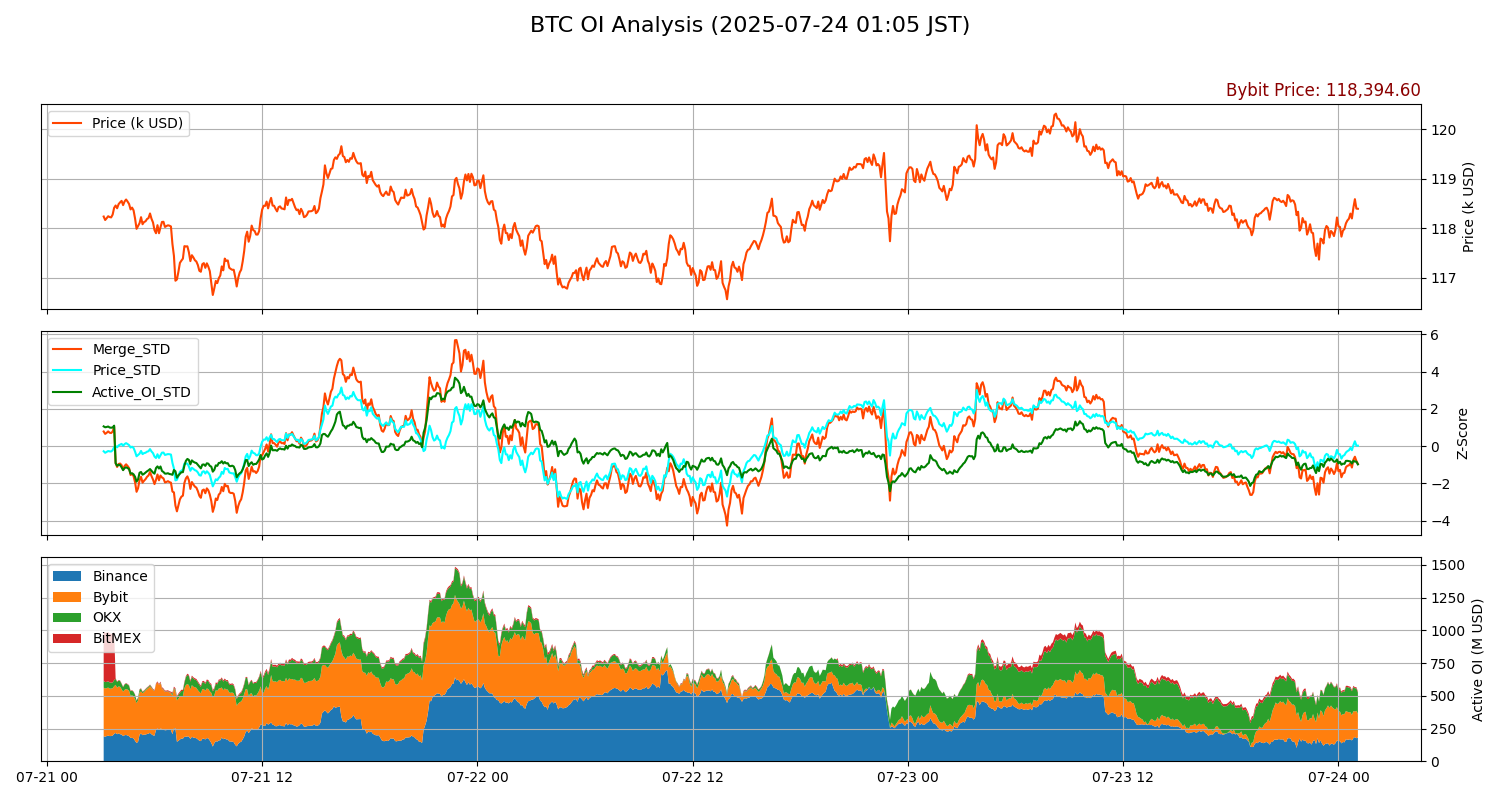 BTC OI Analysis (2025-07-24 01:05 JST)
Bybit Price: 118,394.60
Price (k USD)
120
119
118
117
Price (k USD)
Merge_STD
Price_STD
Active_OI_STD
6
4
2
0
−2
−4
Z-Score
Binance
Bybit
OKX
BitMEX
1500
1250
1000
750
500
250
0
Active OI (M USD)
07-21 00
07-21 12
07-22 00
07-22 12
07-23 00
07-23 12
07-24 00